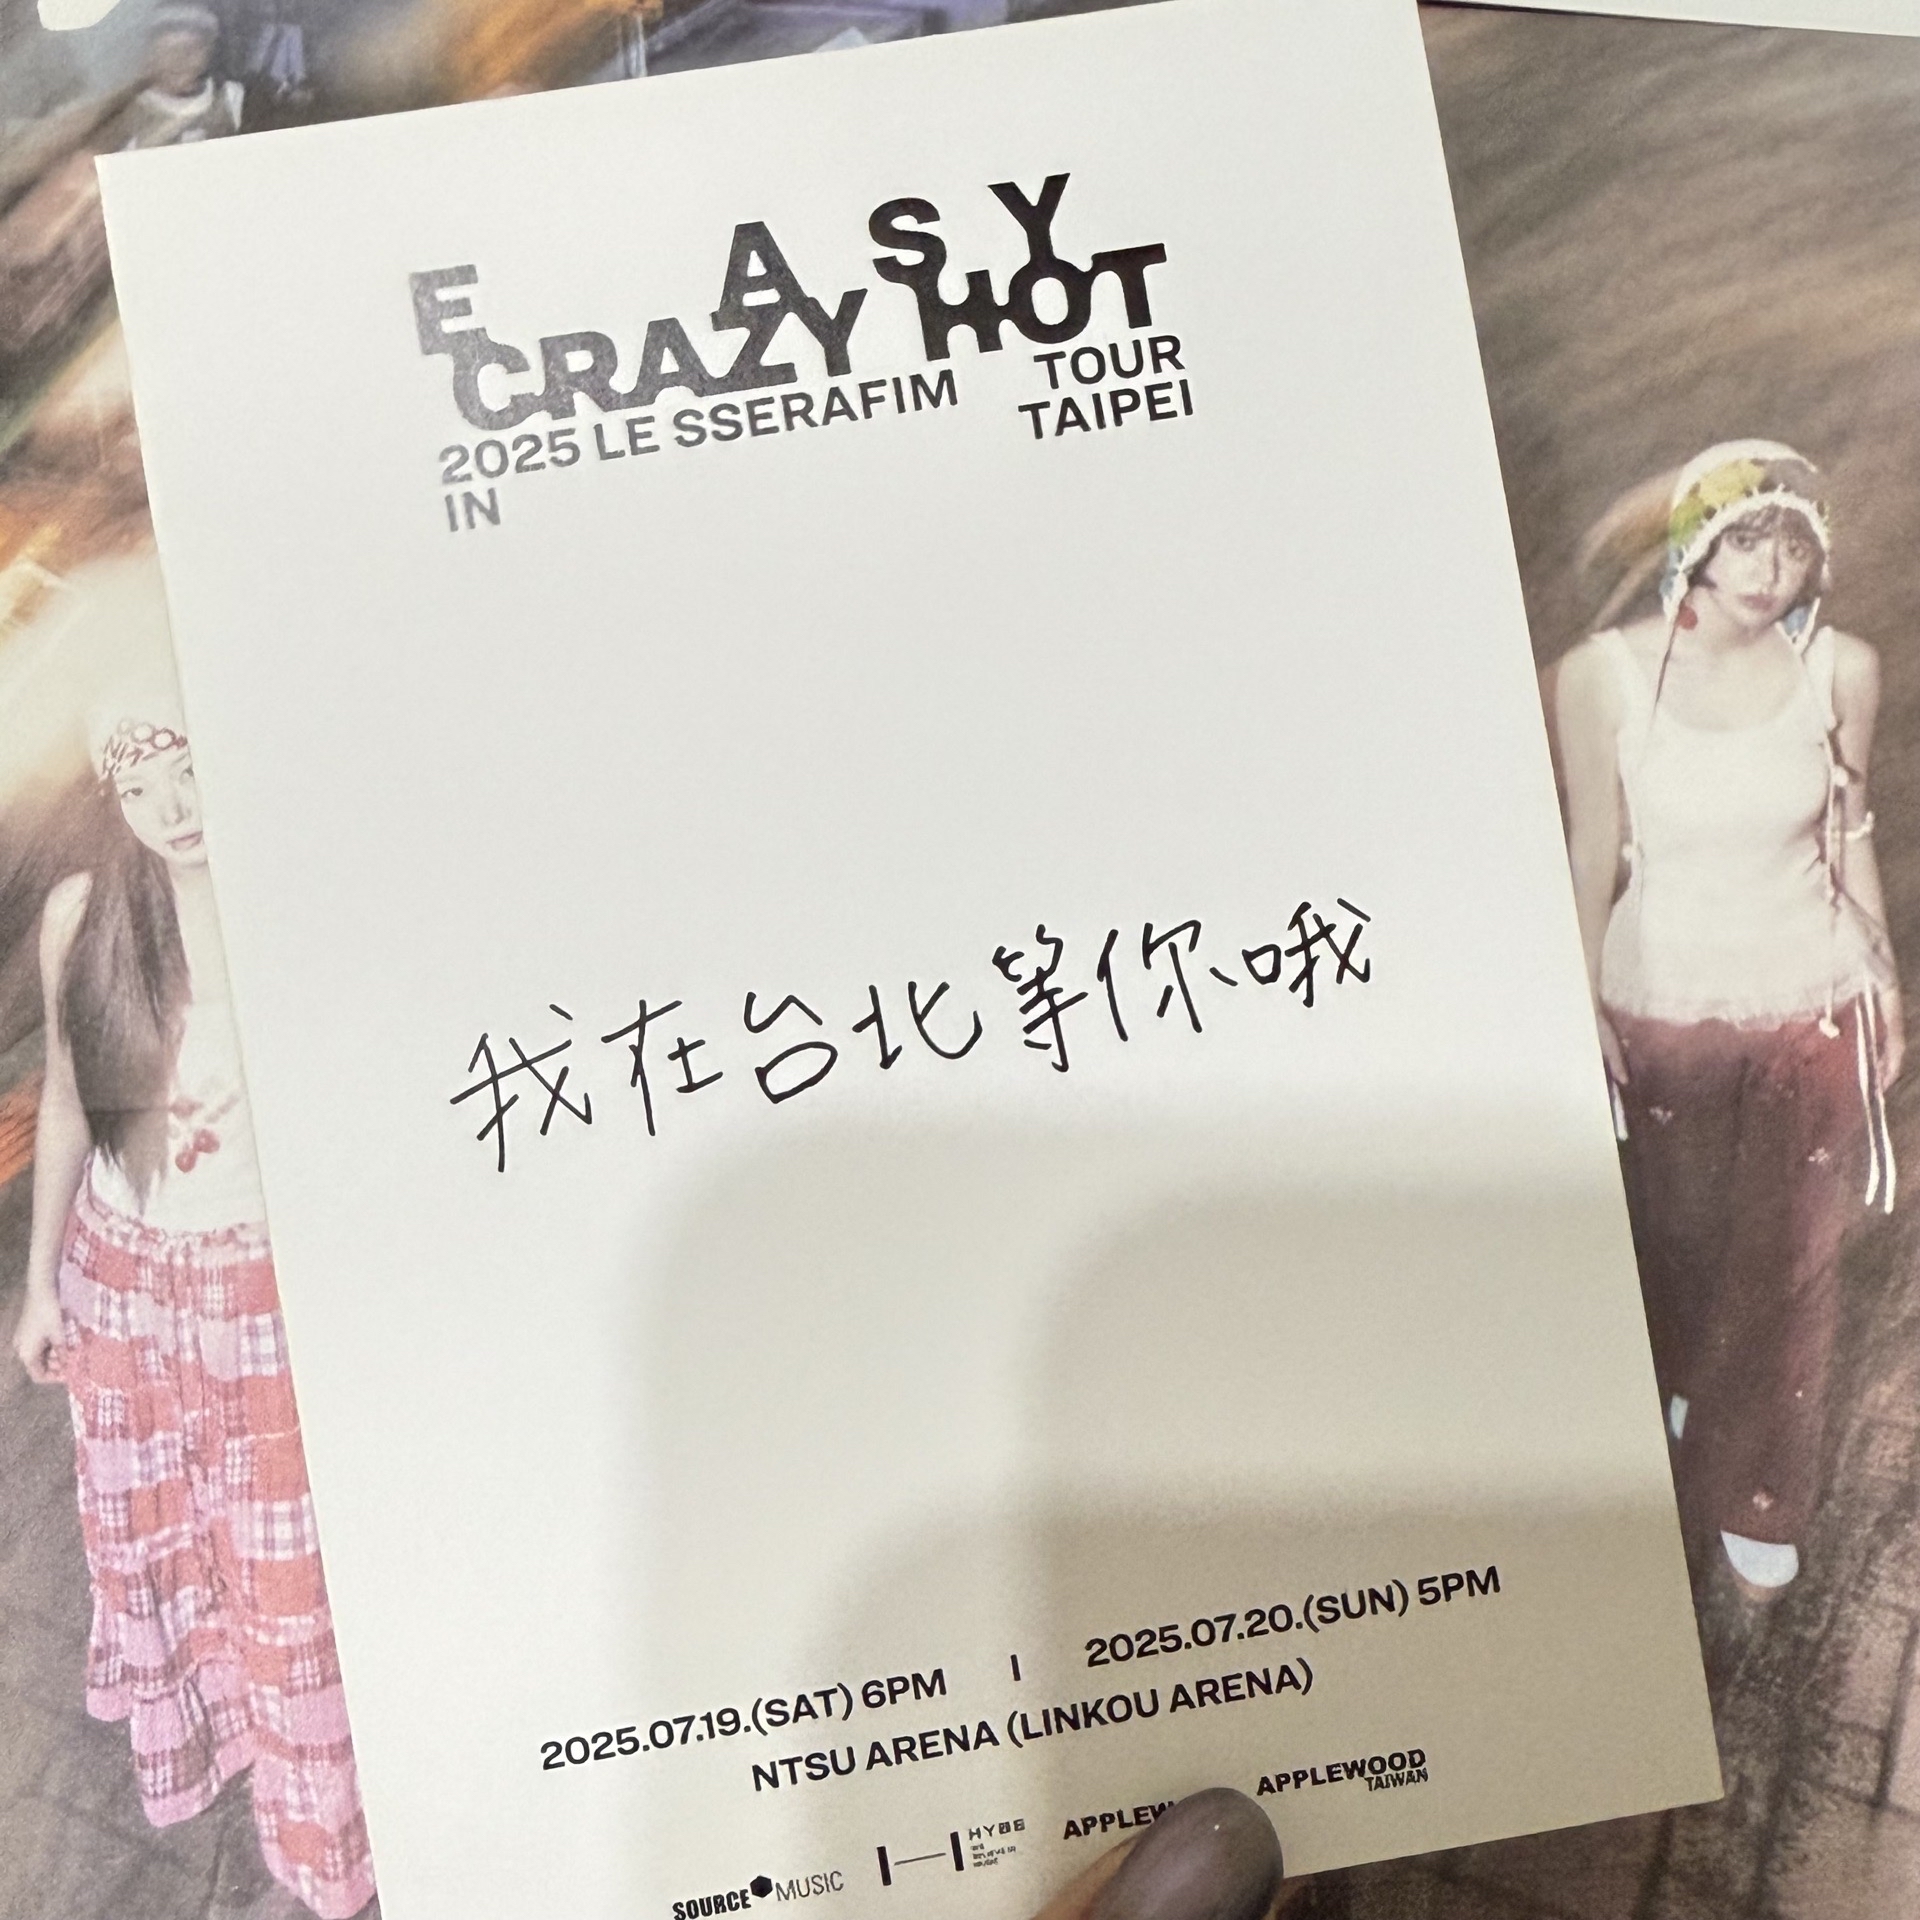 E A S Y
CRAZY HOT
2025 LE SSERAFIM TOUR
IN TAIPEI
我在台北等你哦
2025.07.19.(SAT) 6PM | 2025.07.20.(SUN) 5PM
NTSU ARENA (LINKOU ARENA)
SOURCE MUSIC HYBE APPLEW APPLEWOOD
TAIWAN